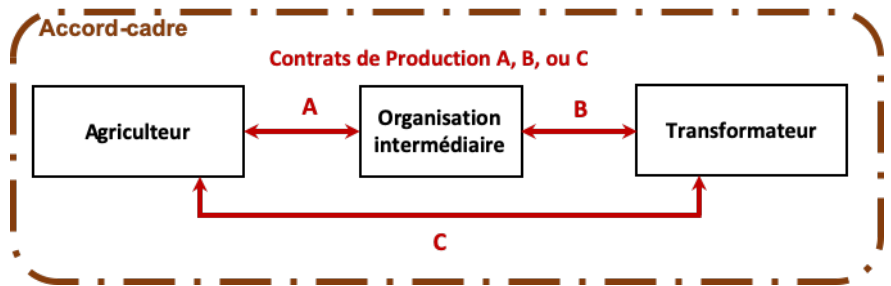 Accord-cadre
Contrats de Production A, B, ou C
Agriculteur
A
Organisation
intermédiaire
B
Transformateur
C